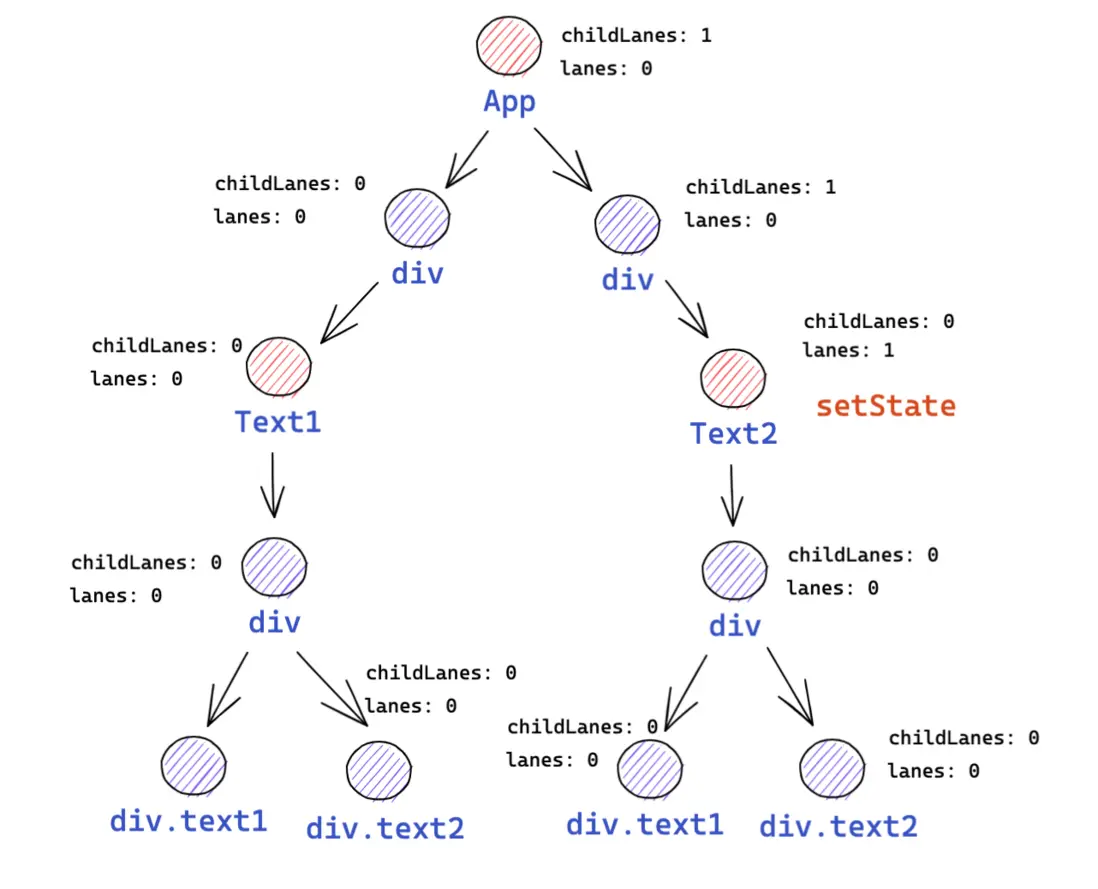 childLanes: 1
lanes: 0
App
childLanes: 0
lanes: 0
div
childLanes: 1
lanes: 0
div
childLanes: 0
lanes: 0
Text1
childLanes: 0
lanes: 1
setState
Text2
childLanes: 0
lanes: 0
div
childLanes: 0
lanes: 0
div
childLanes: 0
lanes: 0
div.text1
div.text2
childLanes: 0
lanes: 0
div.text1
childLanes: 0
lanes: 0
div.text2